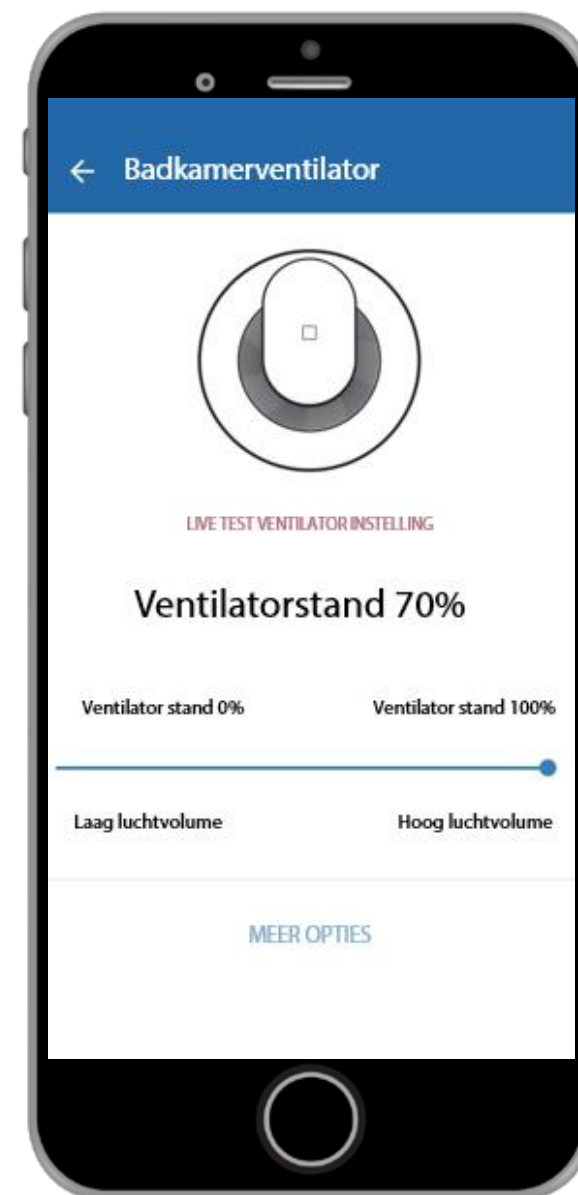 Badkamerventilator
LIVE TEST VENTILATOR INSTELLING
Ventilatorstand 70%
Ventilator stand 0% Ventilator stand 100%
Laag luchtvolume Hoog luchtvolume
MEER OPTIES